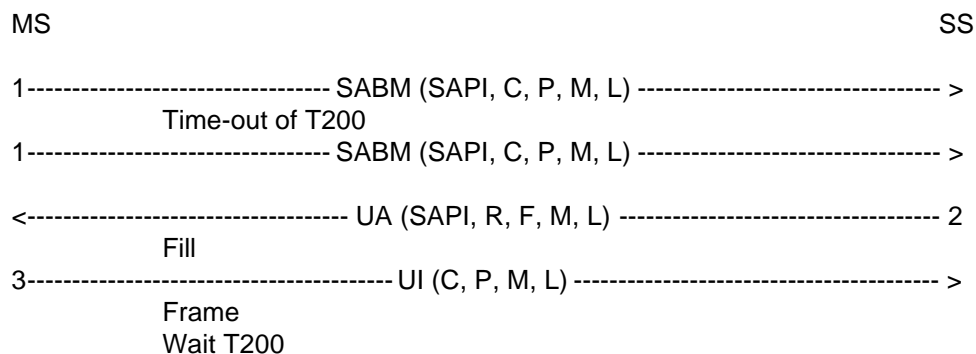 MS SS
1---------------------------------- SABM (SAPI, C, P, M, L) ---------------------------------- >
Time-out of T200
1---------------------------------- SABM (SAPI, C, P, M, L) ---------------------------------- >
<------------------------------------ UA (SAPI, R, F, M, L) ------------------------------------ 2
Fill
3----------------------------------------- UI (C, P, M, L) ----------------------------------------- >
Frame
Wait T200